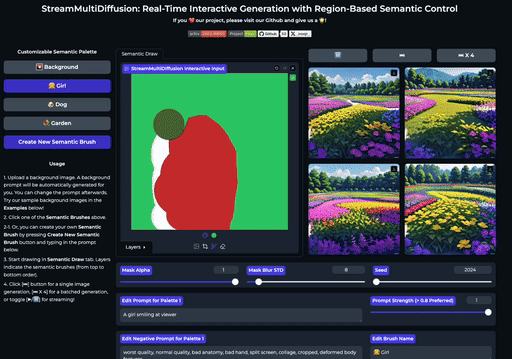 StreamMultiDiffusion: Real-Time Interactive Generation with Region-Based Semantic Control
If you ❤️ our project, please visit our Github and give us a 🌟!
Customizable Semantic Palette
Background
Girl
Dog
Garden
Create New Semantic Brush
Usage
1. Upload a background image. A background
prompt will be automatically generated for
you. You can change the prompt afterwards.
Try our sample background images in the
Examples below!
2. Click one of the Semantic Brushes above.
2-1. Or, you can create your own Semantic
Brush by pressing Create New Semantic
Brush button and typing in the prompt
below.
3. Start drawing in Semantic Draw tab. Layers
indicate the semantic brushes (from top to
bottom order).
4. Click [⏭] button for a single image
generation, [⏭ X 4] for a batched generation,
or toggle [▶/⏸] for streaming!
Semantic Draw
StreamMultiDiffusion Interactive Input
Layers
X 4
Mask Alpha
1
Mask Blur STD
8
Seed
2024
Edit Prompt for Palette 1
A girl smiling at viewer
Prompt Strength (> 0.8 Preferred)
1
Edit Negative Prompt for Palette 1
worst quality, normal quality, bad anatomy, bad hand, split screen, collage, cropped, deformed body
Edit Brush Name
Girl